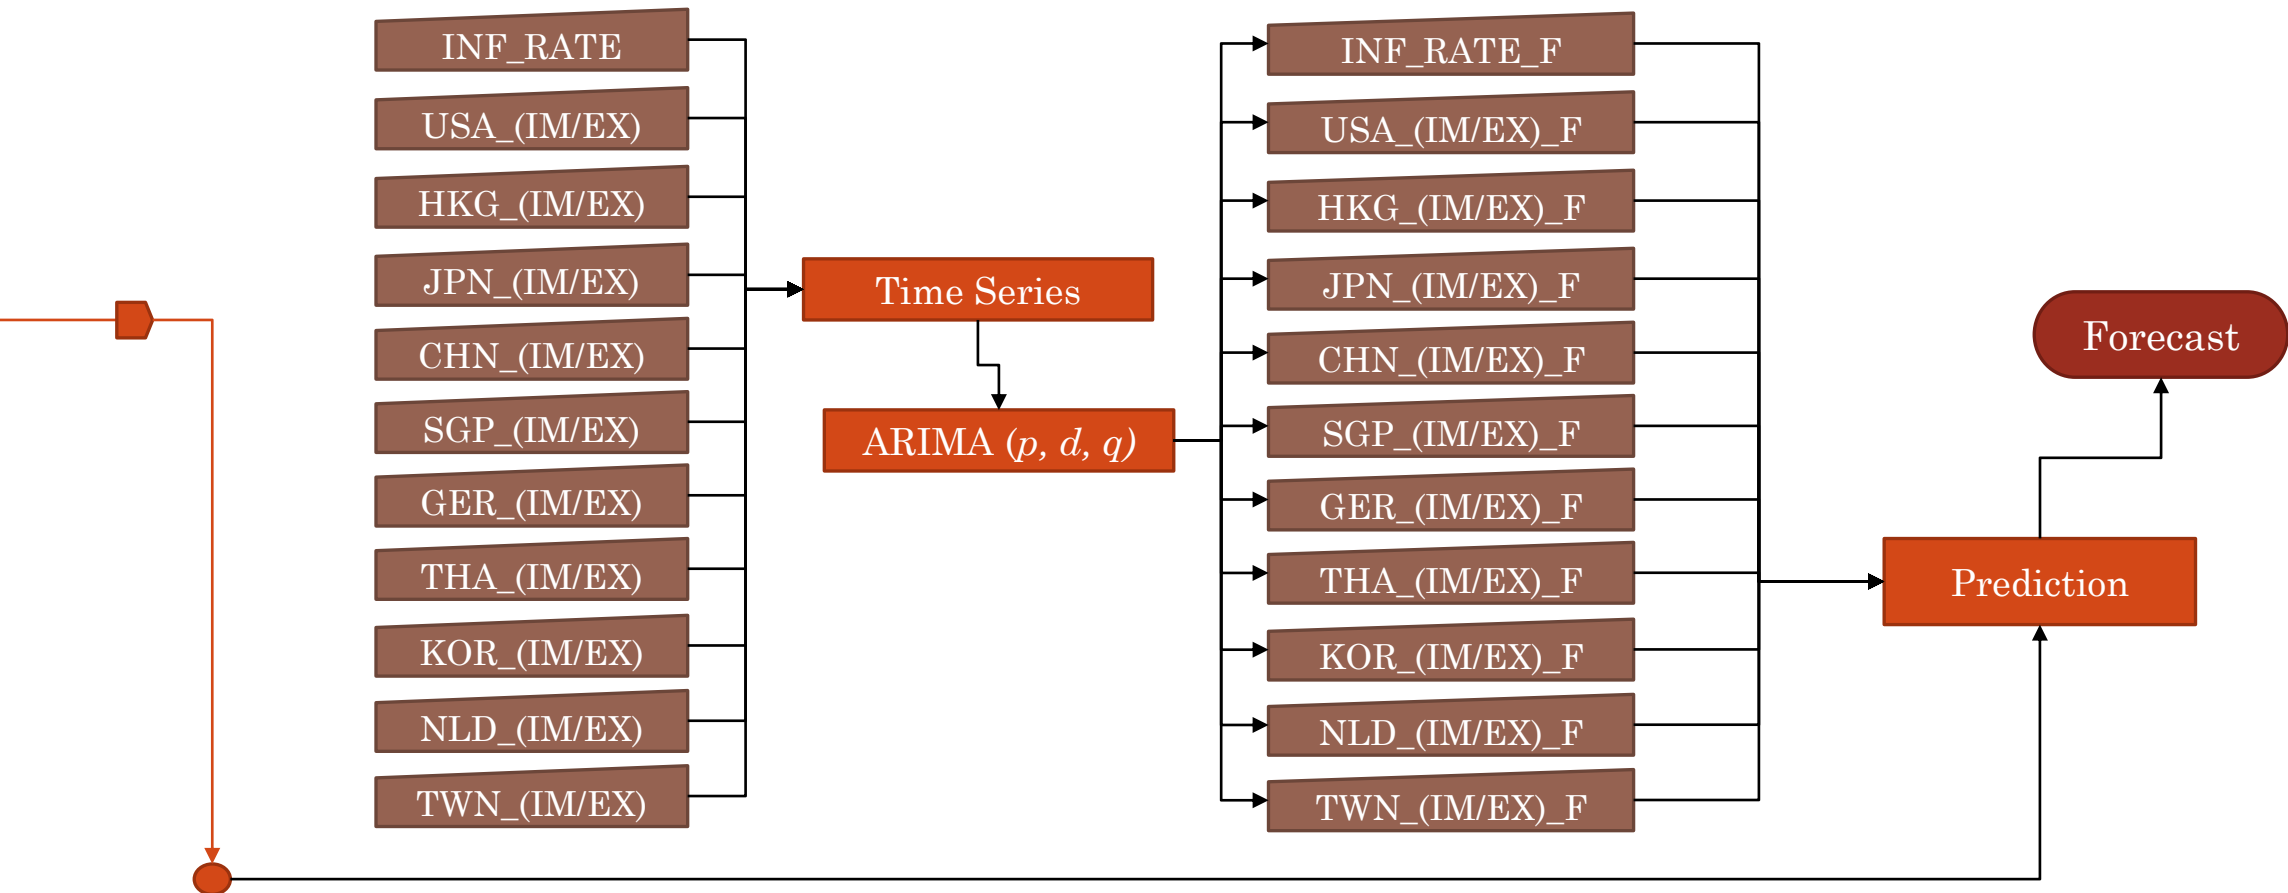 INF_RATE
USA_(IM/EX)
HKG_(IM/EX)
JPN_(IM/EX)
CHN_(IM/EX)
SGP_(IM/EX)
GER_(IM/EX)
THA_(IM/EX)
KOR_(IM/EX)
NLD_(IM/EX)
TWN_(IM/EX)
Time Series
ARIMA (p, d, q)
INF_RATE_F
USA_(IM/EX)_F
HKG_(IM/EX)_F
JPN_(IM/EX)_F
CHN_(IM/EX)_F
SGP_(IM/EX)_F
GER_(IM/EX)_F
THA_(IM/EX)_F
KOR_(IM/EX)_F
NLD_(IM/EX)_F
TWN_(IM/EX)_F
Forecast
Prediction